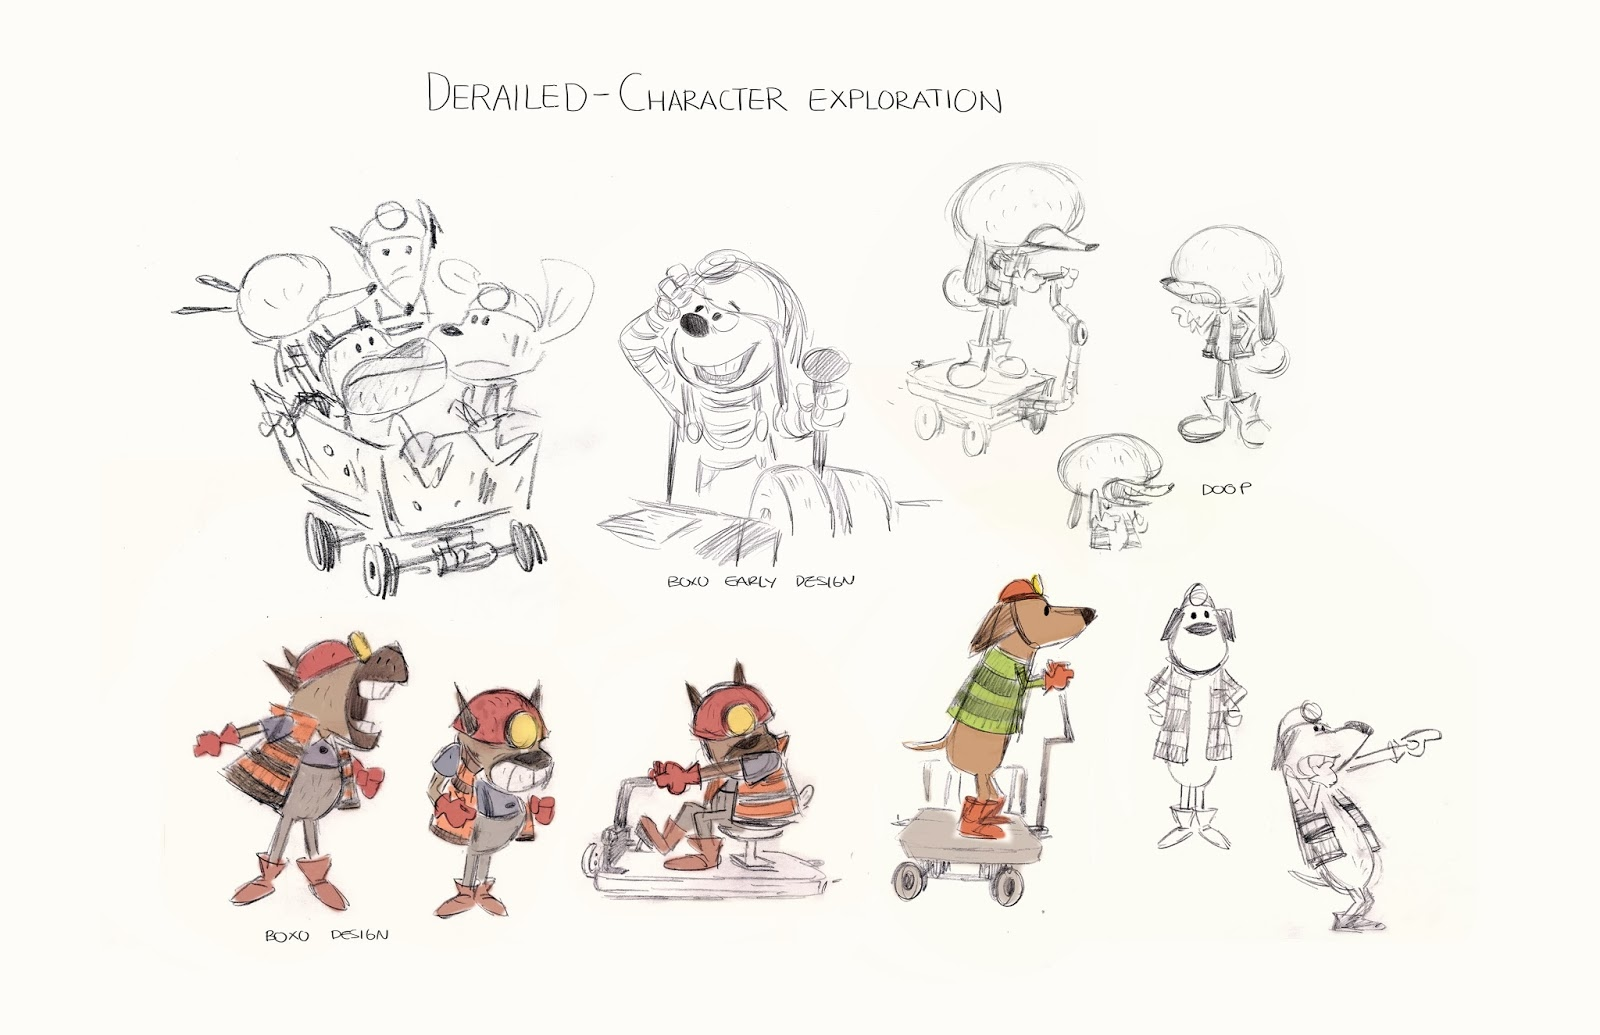 DERAILED - CHARACTER EXPLORATION
DOOP
BOXO EARLY DESIGN
BOXO DESIGN